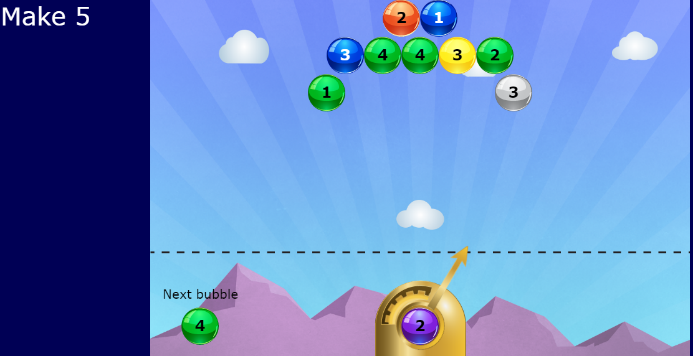 Make 5
2 1
3 4 4 3 2
1 3
Next bubble
4 2